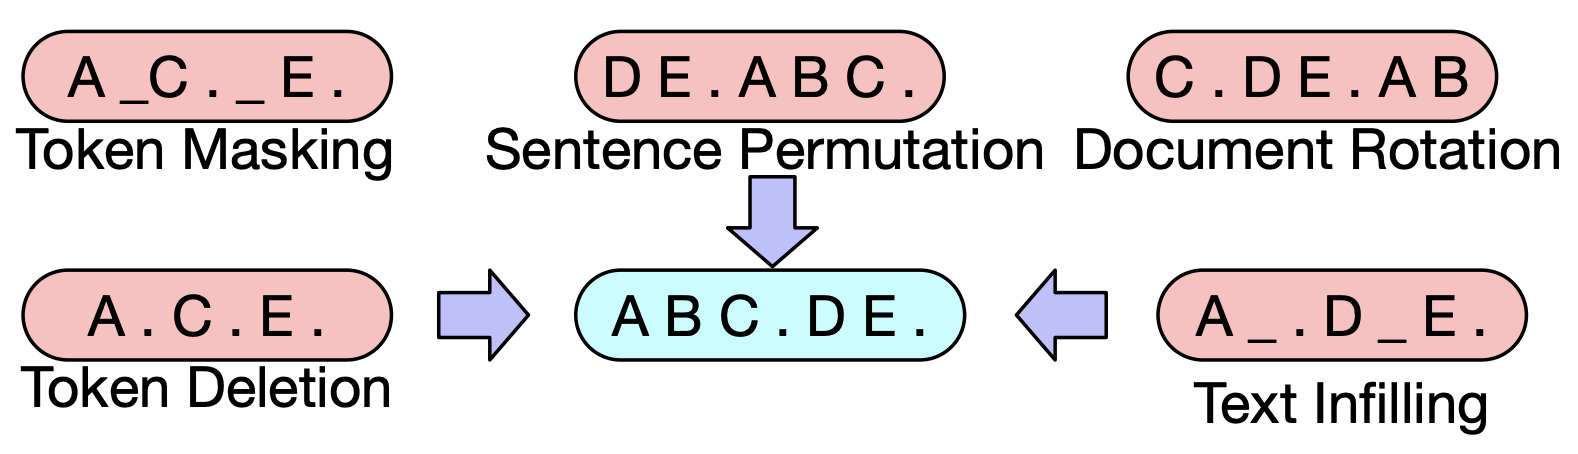 A _C . _ E .
D E . A B C .
C . D E . A B
Token Masking
Sentence Permutation
Document Rotation
A . C . E .
A B C . D E .
A _ . D _ E .
Token Deletion
Text Infilling